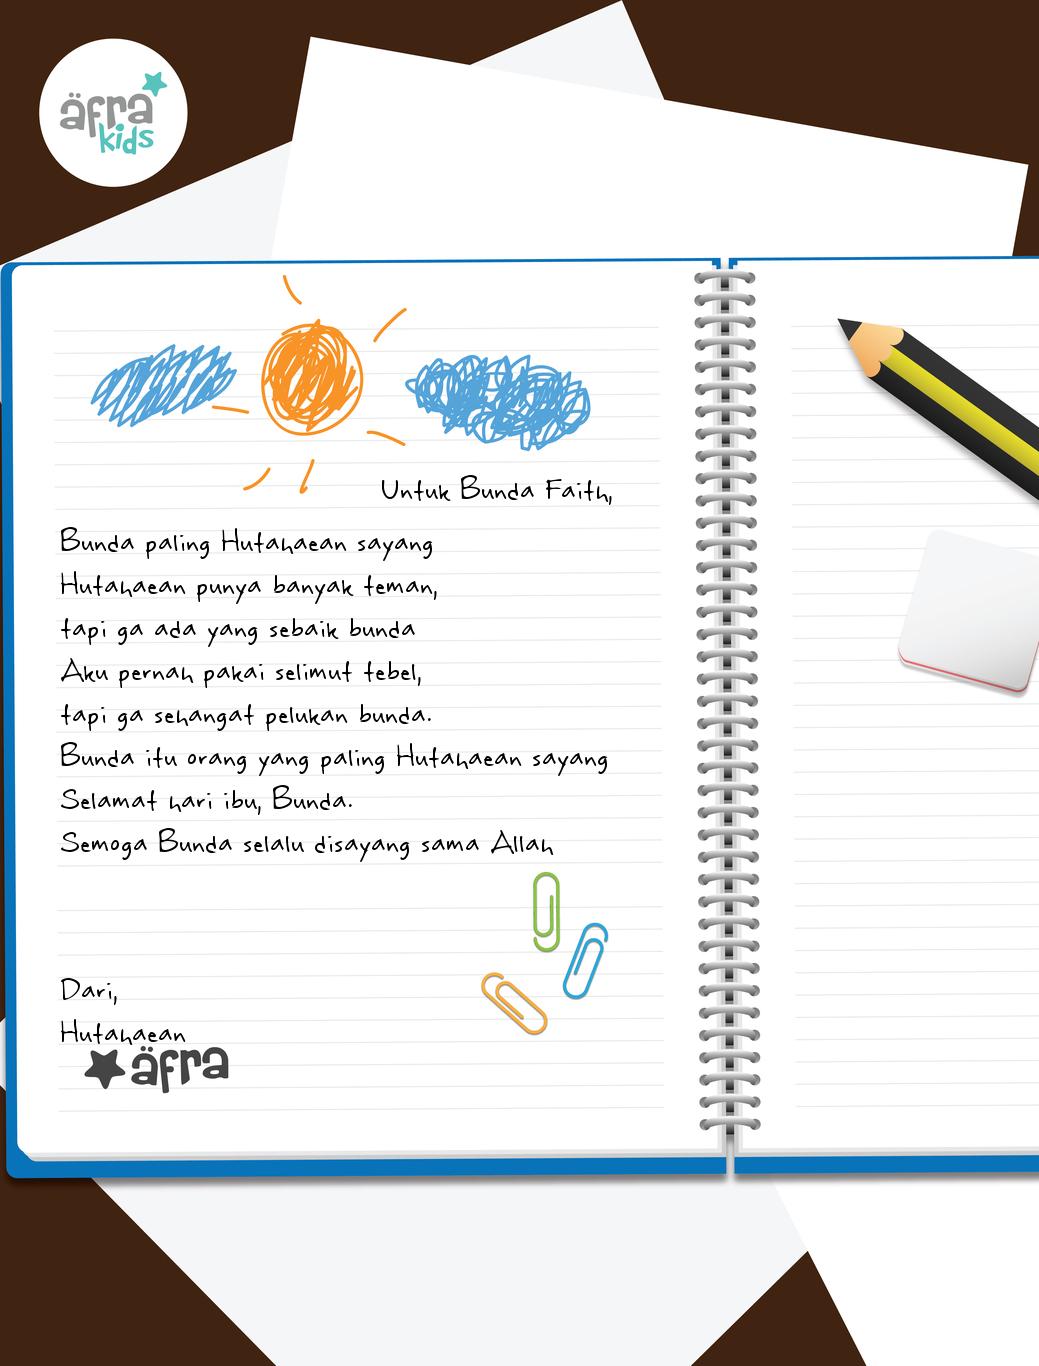 äfra
kids
Untuk Bunda Faith,
Bunda paling Hutahaean sayang
Hutahaean punya banyak teman,
tapi ga ada yang sebaik bunda
Aku pernah pakai selimut tebel,
tapi ga sehangat pelukan bunda.
Bunda itu orang yang paling Hutahaean sayang
Selamat hari ibu, Bunda.
Semoga Bunda selalu disayang sama Allah
Dari,
Hutahaean
äfra